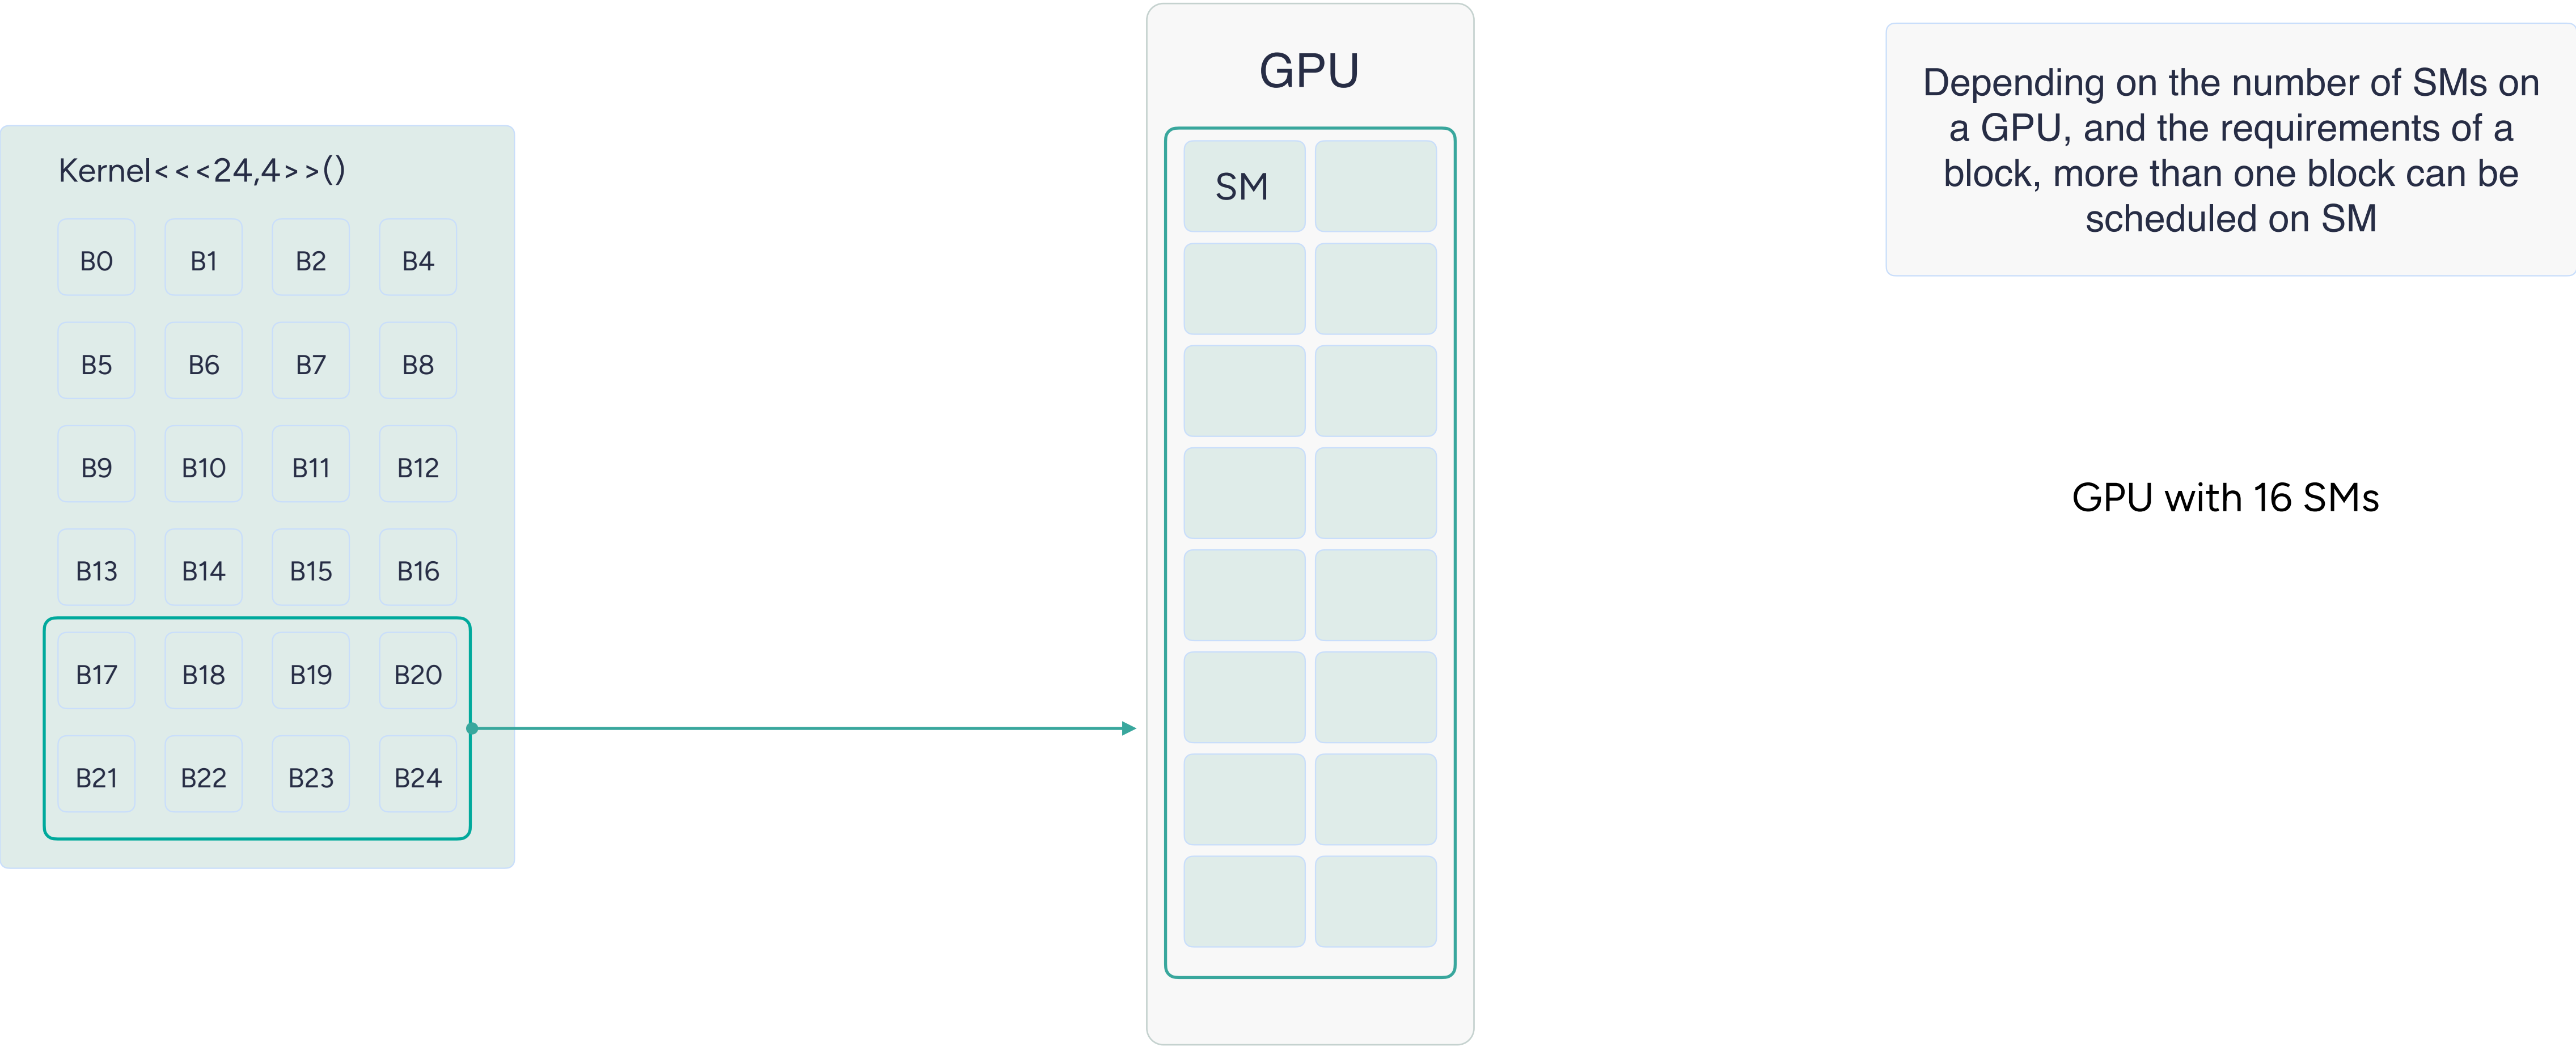 GPU
Depending on the number of SMs on
a GPU, and the requirements of a
block, more than one block can be
scheduled on SM
Kernel<<<24,4>>()
SM
B0 B1 B2 B4
B5 B6 B7 B8
B9 B10 B11 B12
B13 B14 B15 B16
B17 B18 B19 B20
B21 B22 B23 B24
GPU with 16 SMs